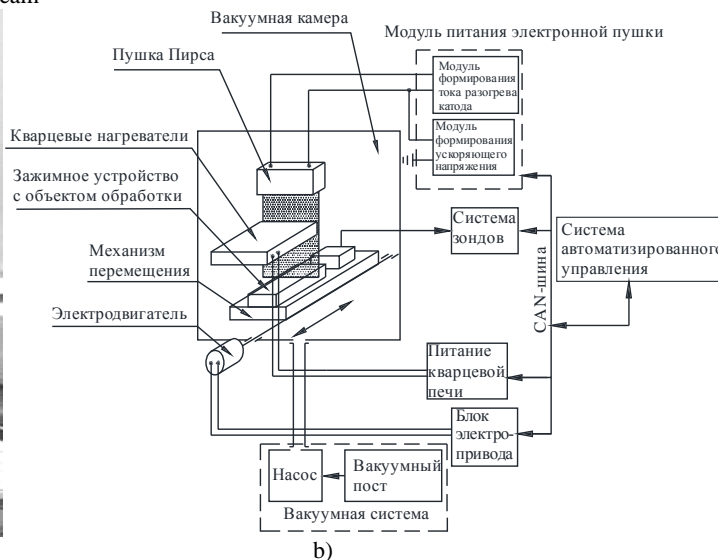 cam
Вакуумная камера
Модуль питания электронной пушки
Пушка Пирса
Модуль
формирования
тока разогрева
катода
Кварцевые нагреватели
Модуль
формирования
ускоряющего
напряжения
Зажимное устройство
с объектом обработки
Система
зондов
Система
автоматизированного
управления
Механизм
перемещения
CAN-шина
Электродвигатель
Питание
кварцевой
печи
Блок
электро-
привода
Насос
Вакуумный
пост
Вакуумная система
b)